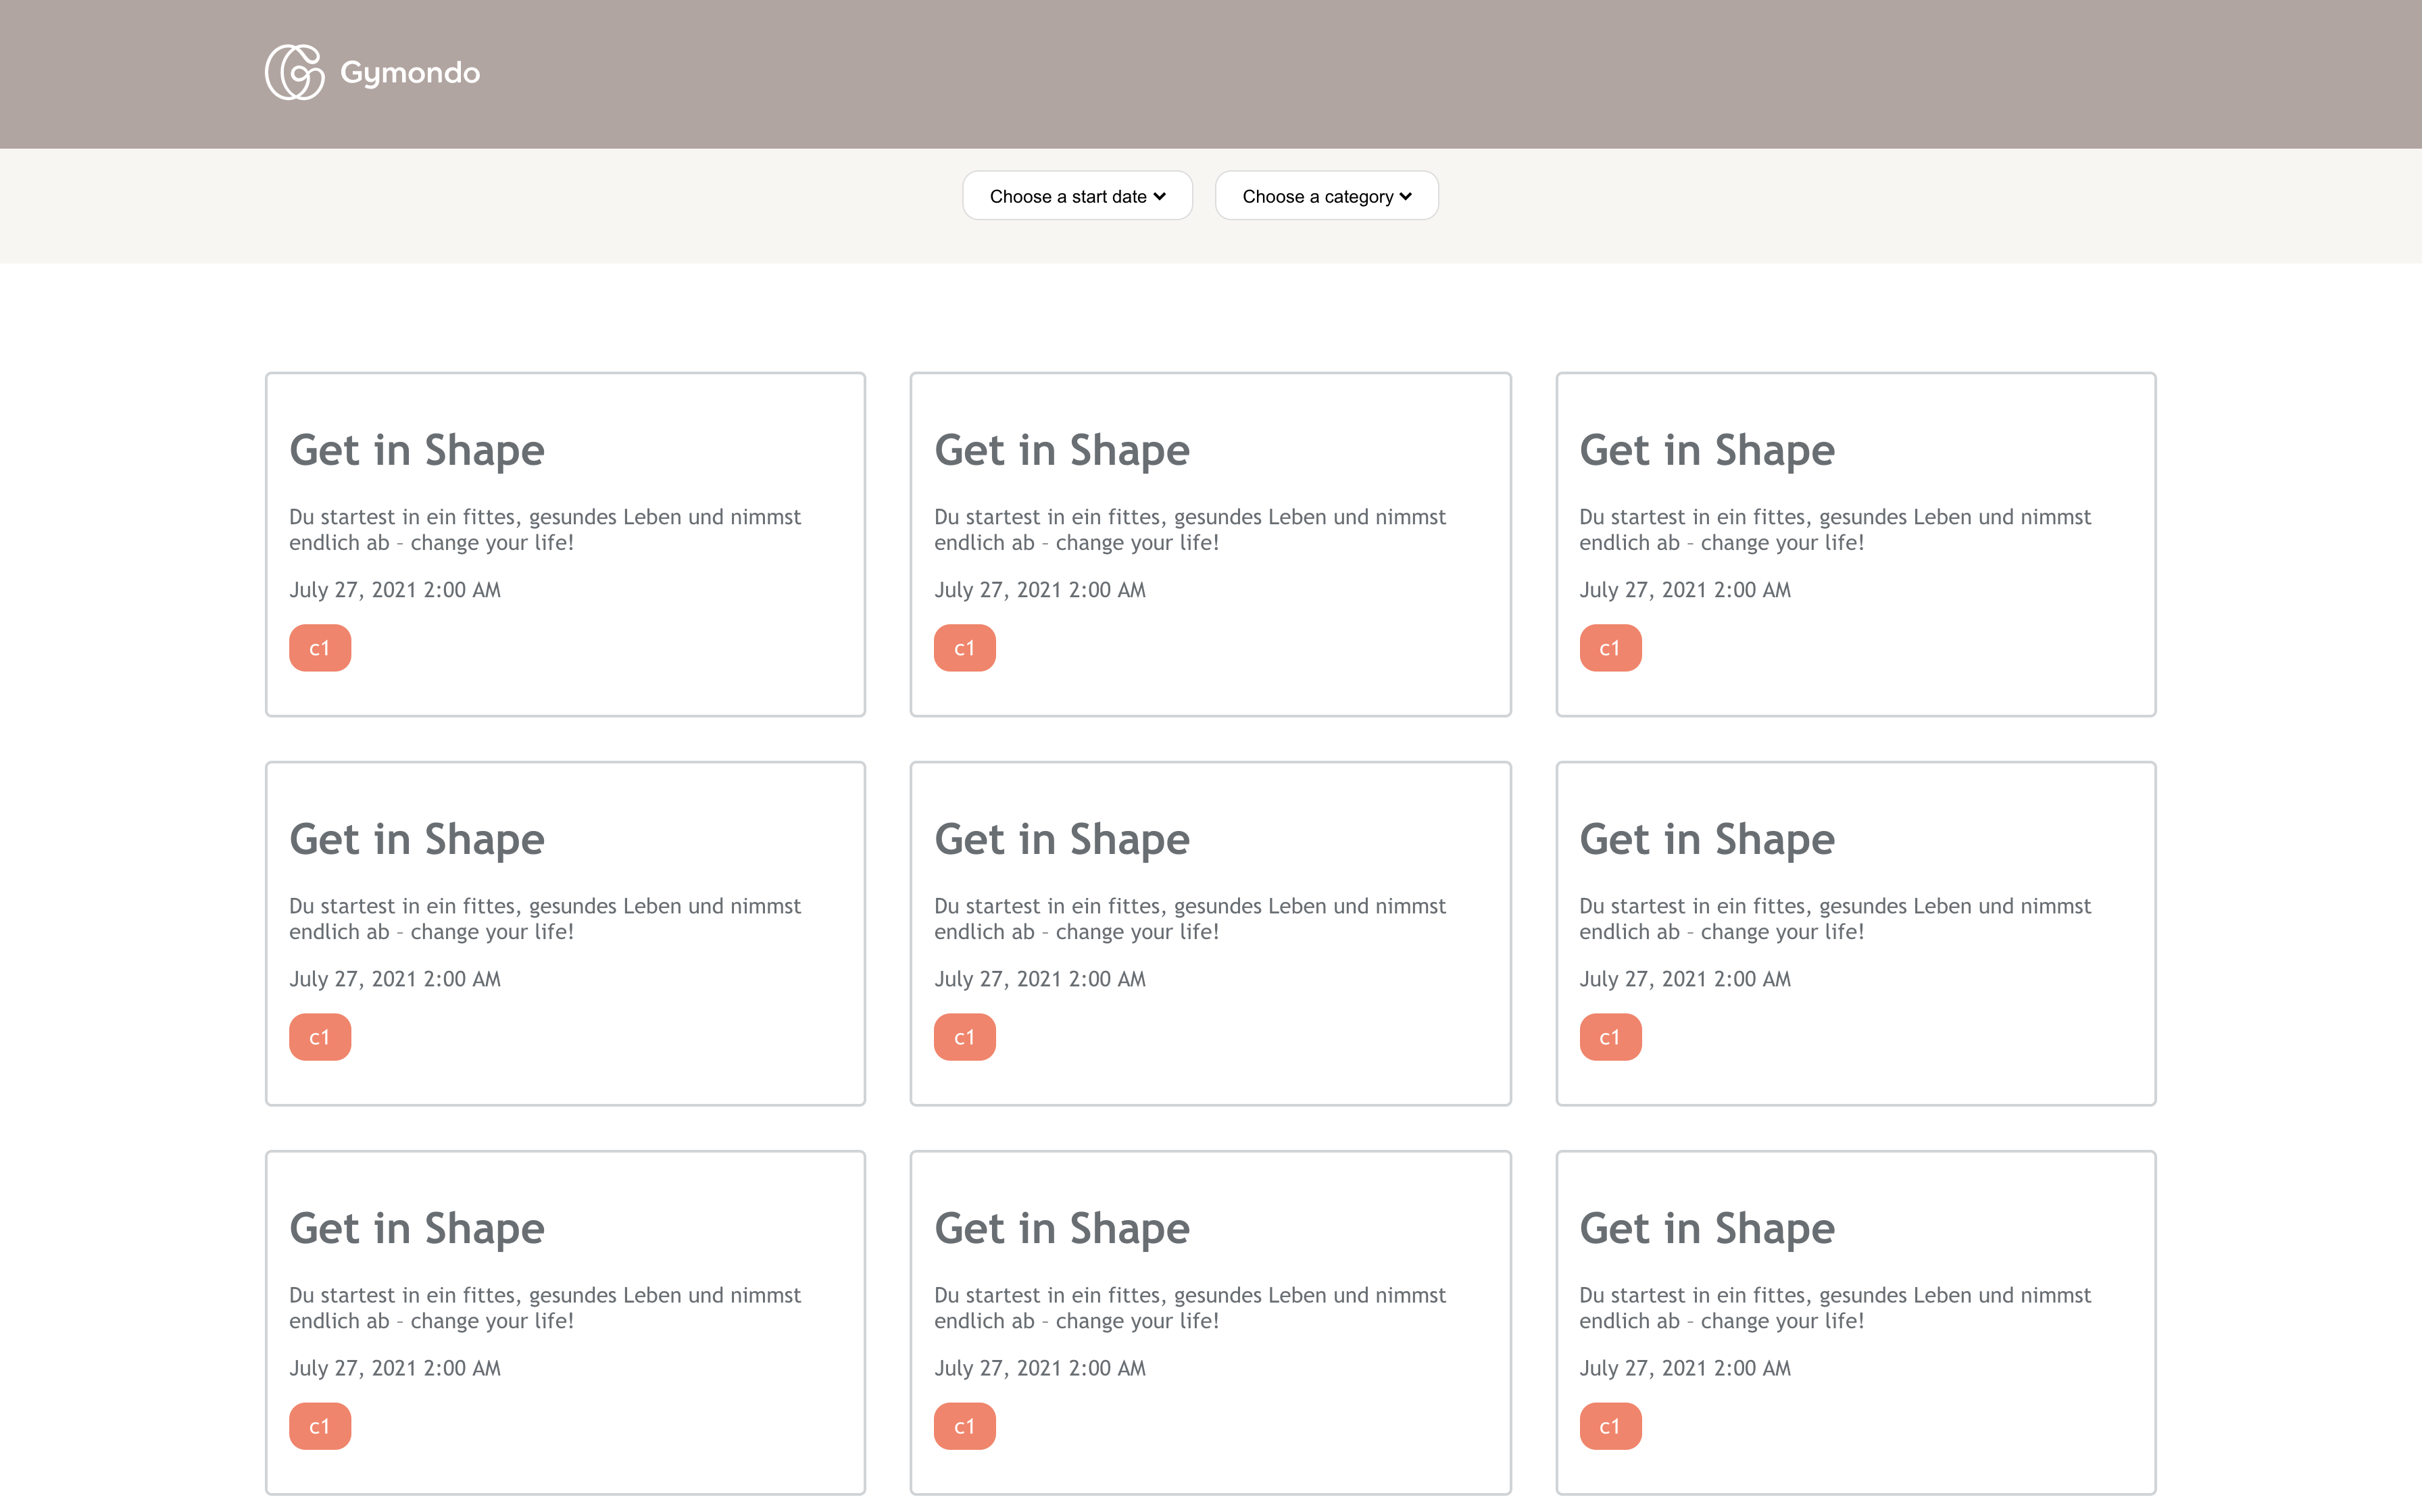 Gymondo
Choose a start date
Choose a category
Get in Shape
Du startest in ein fittes, gesundes Leben und nimmst
endlich ab - change your life!
July 27, 2021 2:00 AM
c1
Get in Shape
Du startest in ein fittes, gesundes Leben und nimmst
endlich ab - change your life!
July 27, 2021 2:00 AM
c1
Get in Shape
Du startest in ein fittes, gesundes Leben und nimmst
endlich ab - change your life!
July 27, 2021 2:00 AM
c1
Get in Shape
Du startest in ein fittes, gesundes Leben und nimmst
endlich ab - change your life!
July 27, 2021 2:00 AM
c1
Get in Shape
Du startest in ein fittes, gesundes Leben und nimmst
endlich ab - change your life!
July 27, 2021 2:00 AM
c1
Get in Shape
Du startest in ein fittes, gesundes Leben und nimmst
endlich ab - change your life!
July 27, 2021 2:00 AM
c1
Get in Shape
Du startest in ein fittes, gesundes Leben und nimmst
endlich ab - change your life!
July 27, 2021 2:00 AM
c1
Get in Shape
Du startest in ein fittes, gesundes Leben und nimmst
endlich ab - change your life!
July 27, 2021 2:00 AM
c1
Get in Shape
Du startest in ein fittes, gesundes Leben und nimmst
endlich ab - change your life!
July 27, 2021 2:00 AM
c1